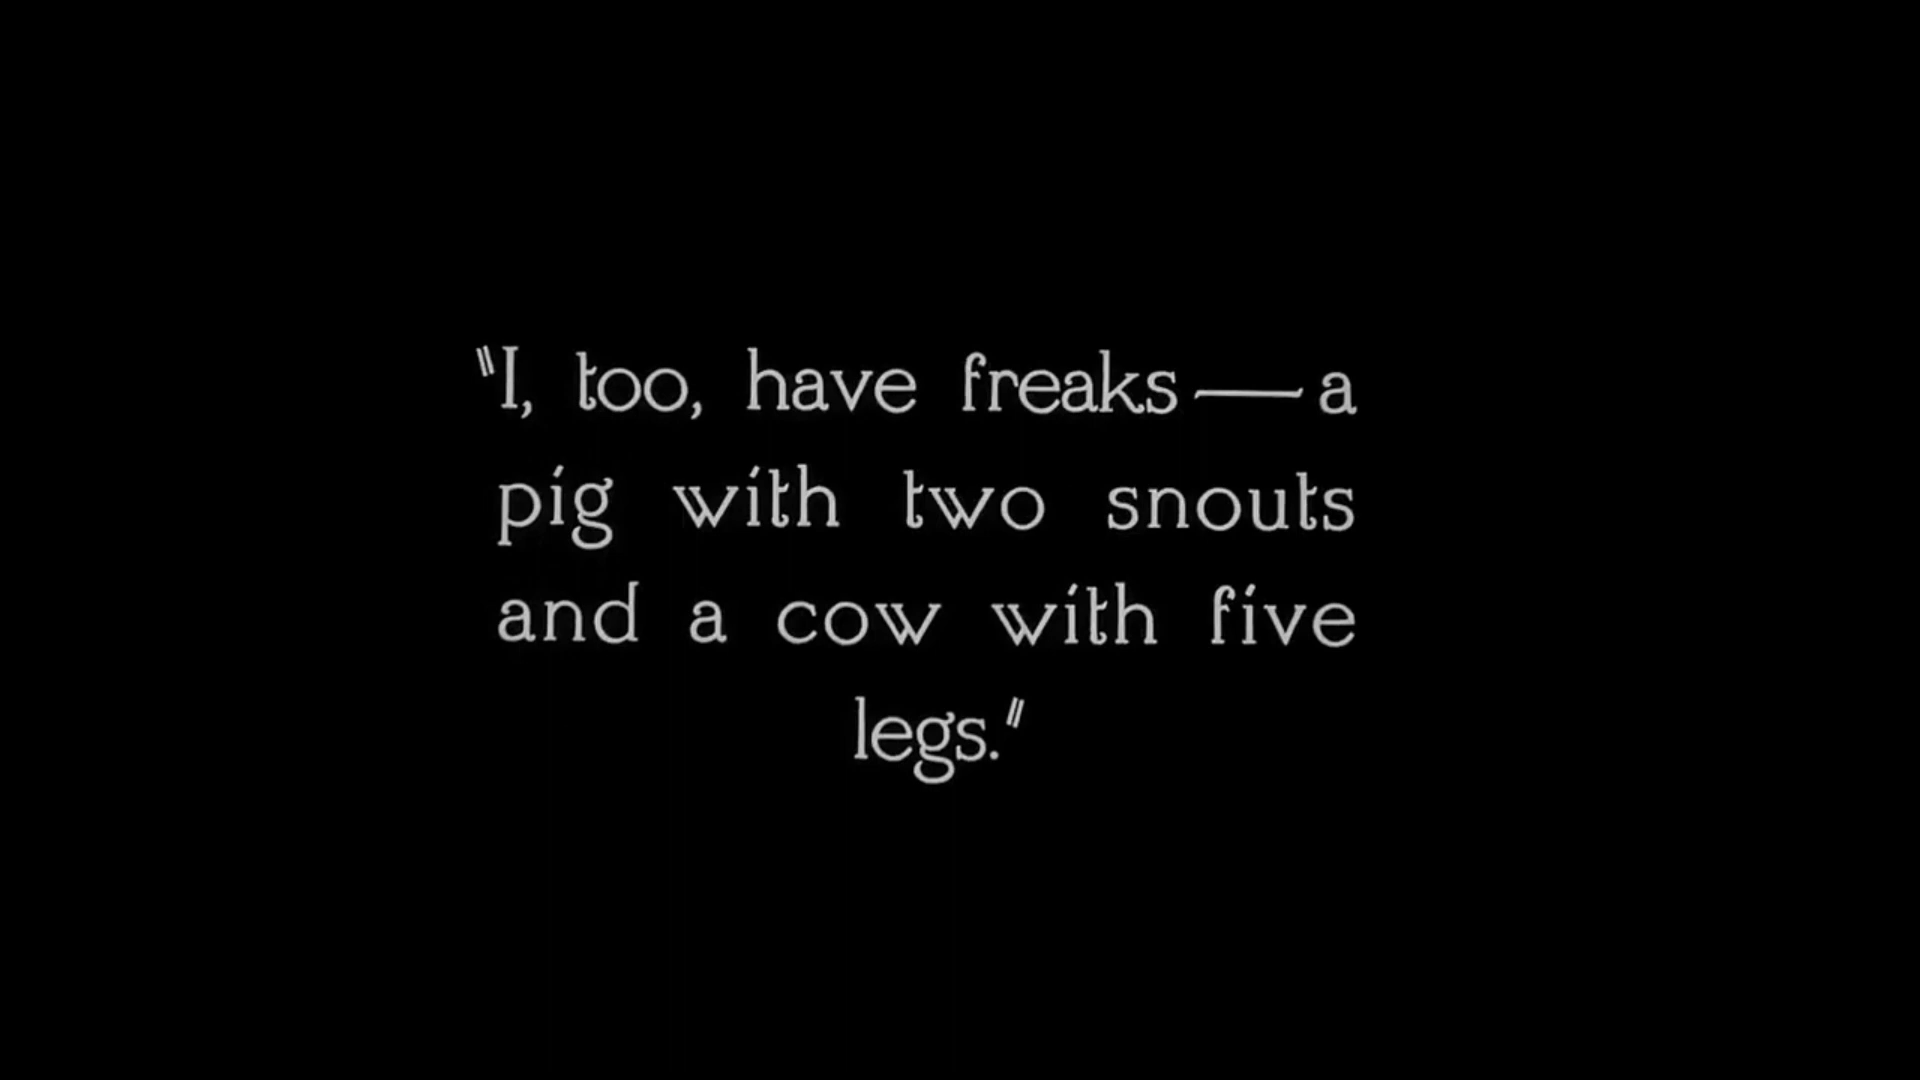 "I, too, have freaks — a
pig with two snouts
and a cow with five
legs."